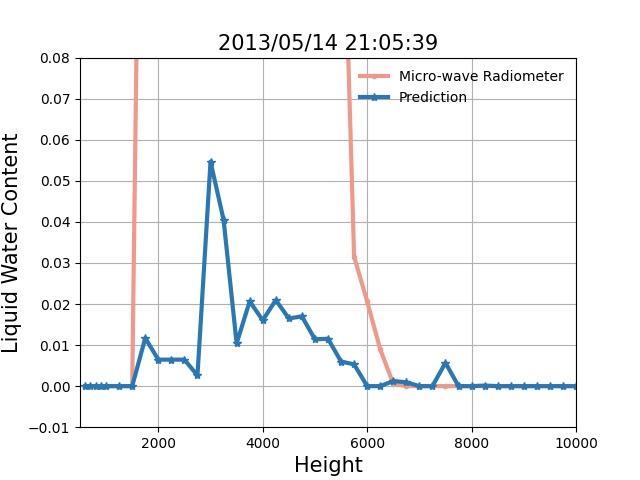 2013/05/14 21:05:39
Micro-wave Radiometer
Prediction
Liquid Water Content
0.08
0.07
0.06
0.05
0.04
0.03
0.02
0.01
0.00
−0.01
2000 4000 6000 8000 10000
Height